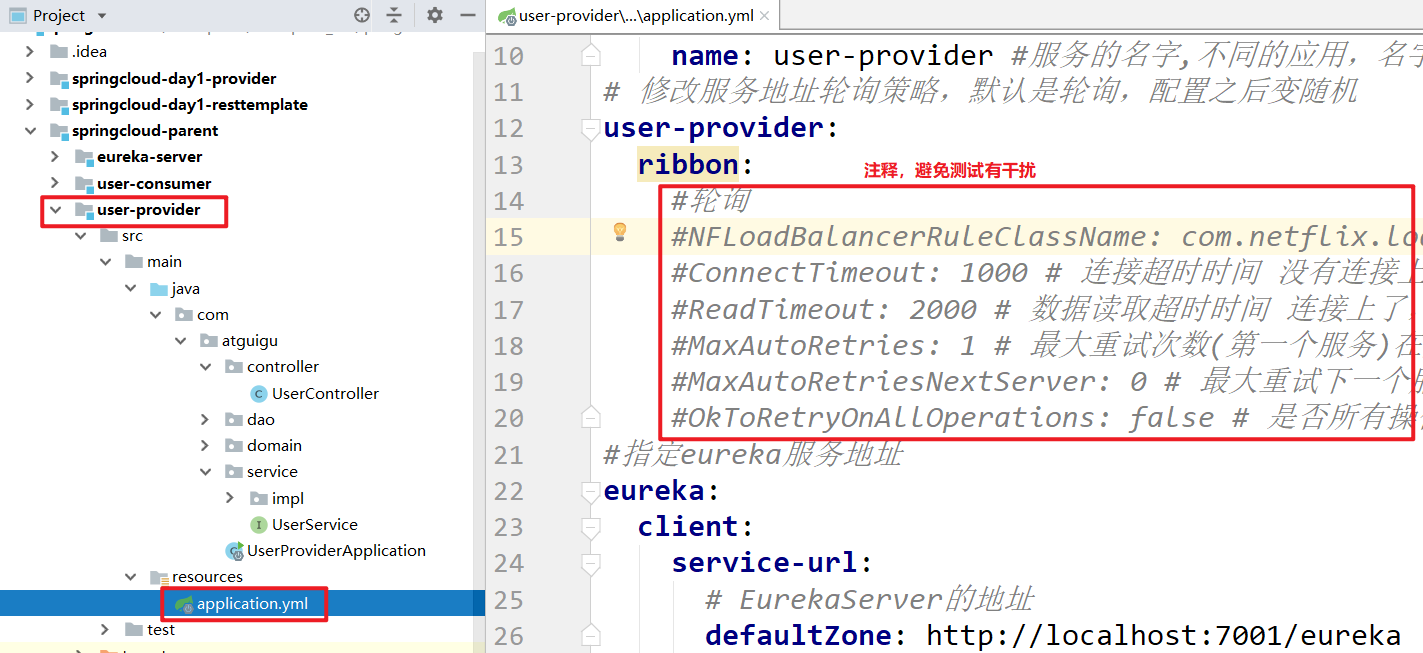 Project
.idea
springcloud-day1-provider
springcloud-day1-resttemplate
springcloud-parent
eureka-server
user-consumer
user-provider
src
main
java
com
atguigu
controller
UserController
dao
domain
service
impl
UserService
UserProviderApplication
resources
application.yml
test
user-provider\...\application.yml
10 name: user-provider #服务的名字,不同的应用，名字
11 # 修改服务地址轮询策略，默认是轮询，配置之后变随机
12 user-provider:
13 ribbon:
注释，避免测试有干扰
14 #轮询
15 #NFLoadBalancerRuleClassName: com.netflix.loa
16 #ConnectTimeout: 1000 # 连接超时时间 没有连接上
17 #ReadTimeout: 2000 # 数据读取超时时间 连接上了
18 #MaxAutoRetries: 1 # 最大重试次数(第一个服务)在
19 #MaxAutoRetriesNextServer: 0 # 最大重试下一个服
20 #OkToRetryOnAllOperations: false # 是否所有操作
21 #指定eureka服务地址
22 eureka:
23 client:
24 service-url:
25 # EurekaServer的地址
26 defaultZone: http://localhost:7001/eureka